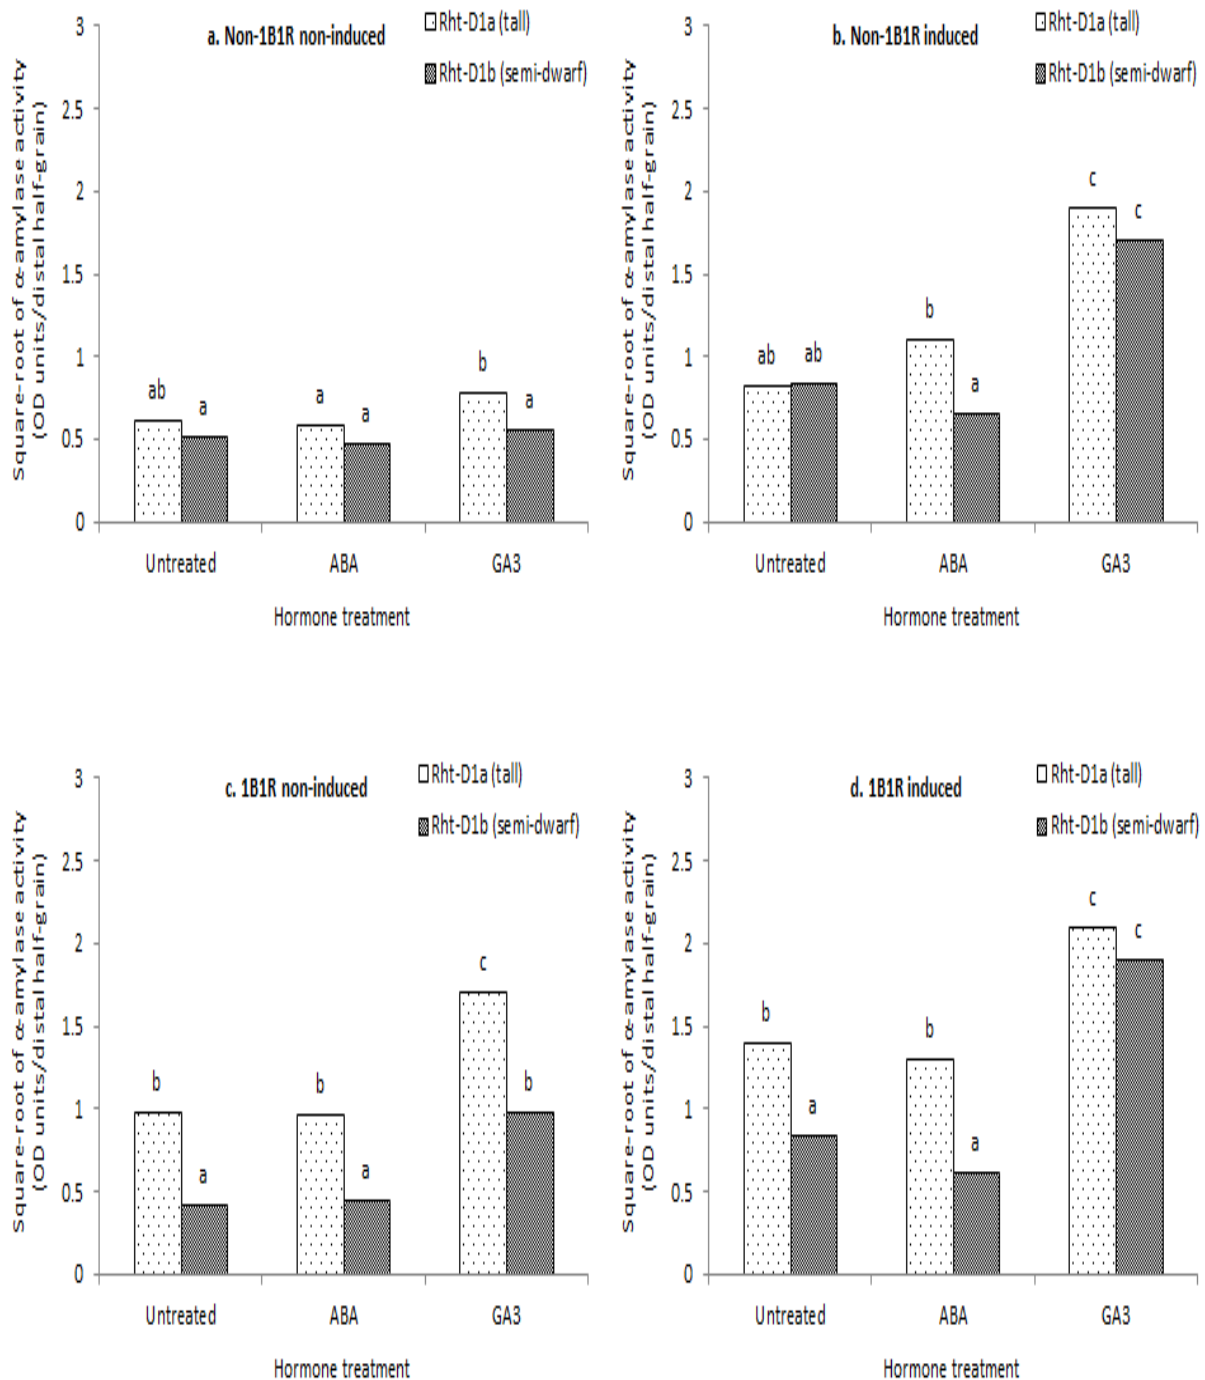 a. Non-1B1R non-induced
Rht-D1a (tall)
Rht-D1b (semi-dwarf)
Square-root of α-amylase activity
(OD units/distal half-grain)
3
2.5
2
1.5
1
0.5
0
ab
a
a
a
b
a
Untreated
ABA
GA3
Hormone treatment
b. Non-1B1R induced
Rht-D1a (tall)
Rht-D1b (semi-dwarf)
Square-root of α-amylase activity
(OD units/distal half-grain)
3
2.5
2
1.5
1
0.5
0
ab
ab
b
a
c
c
Untreated
ABA
GA3
Hormone treatment
c. 1B1R non-induced
Rht-D1a (tall)
Rht-D1b (semi-dwarf)
Square-root of α-amylase activity
(OD units/distal half-grain)
3
2.5
2
1.5
1
0.5
0
b
a
b
a
c
b
Untreated
ABA
GA3
Hormone treatment
d. 1B1R induced
Rht-D1a (tall)
Rht-D1b (semi-dwarf)
Square-root of α-amylase activity
(OD units/distal half-grain)
3
2.5
2
1.5
1
0.5
0
b
a
b
a
c
c
Untreated
ABA
GA3
Hormone treatment